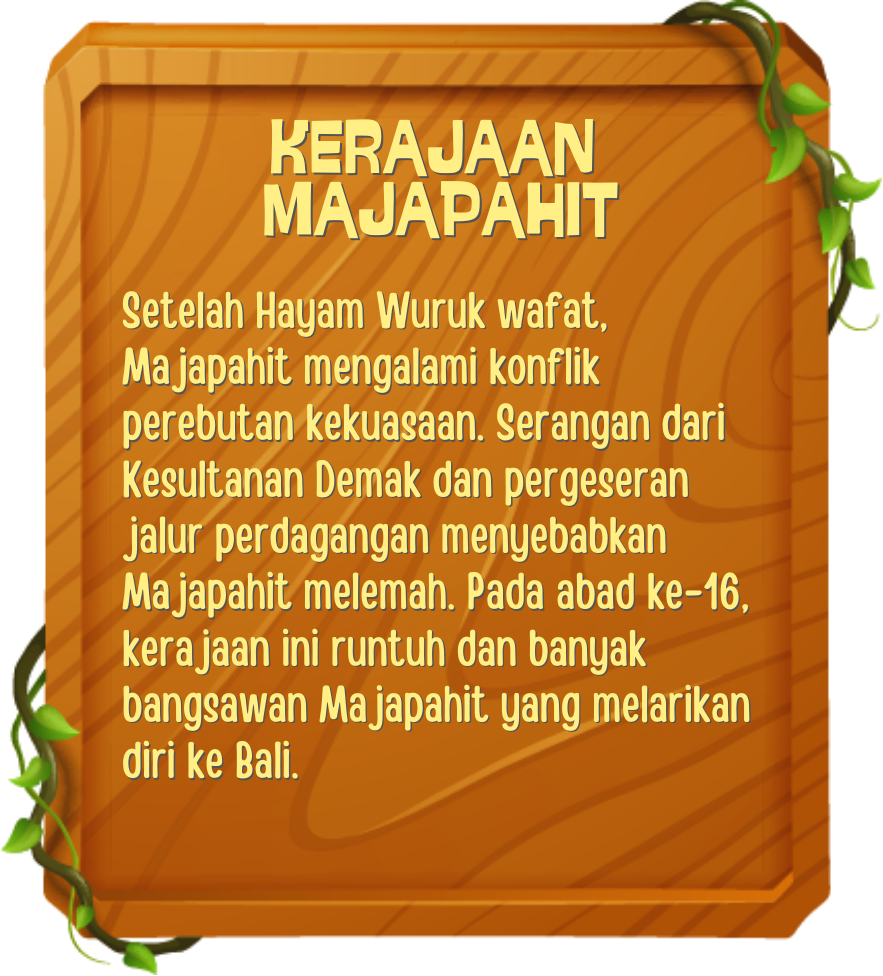 KERAJAAN
MAJAPAHIT
Setelah Hayam Wuruk wafat,
Majapahit mengalami konflik
perebutan kekuasaan. Serangan dari
Kesultanan Demak dan pergeseran
jalur perdagangan menyebabkan
Majapahit melemah. Pada abad ke-16,
kerajaan ini runtuh dan banyak
bangsawan Majapahit yang melarikan
diri ke Bali.